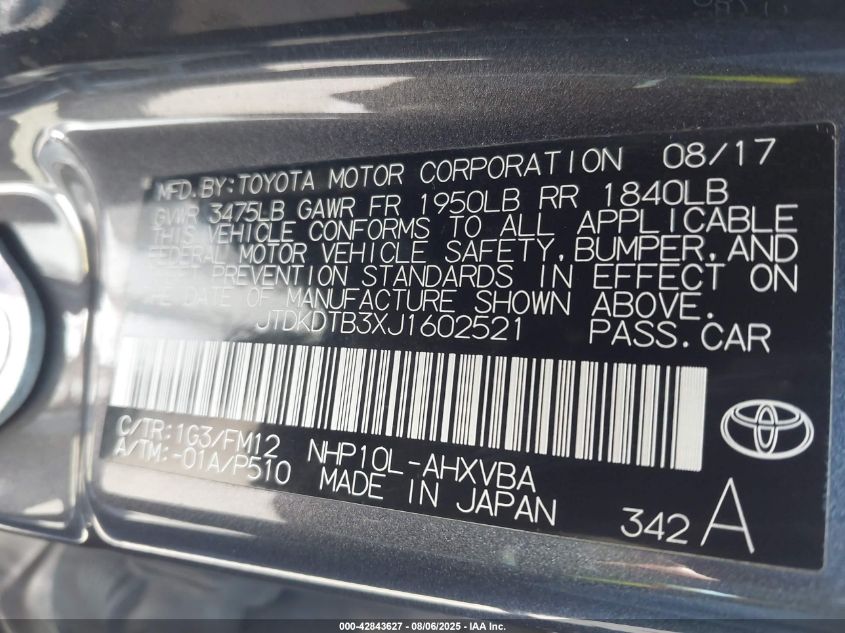 MFD.BY:TOYOTA MOTOR CORPORATION 08/17
GVWR 3475LB GAWR FR 1950LB RR 1840LB
THIS VEHICLE CONFORMS TO ALL APPLICABLE
FEDERAL MOTOR VEHICLE SAFETY,BUMPER,AND
THEFT PREVENTION STANDARDS IN EFFECT ON
THE DATE OF MANUFACTURE SHOWN ABOVE.
JTDKDTB3XJ1602521 PASS.CAR
C/TR:1G3/FM12
A/TM:-01A/P510
NHP10L-AHXVBA
MADE IN JAPAN
342 A
000-42843627 - 08/06/2025 - IAA Inc.